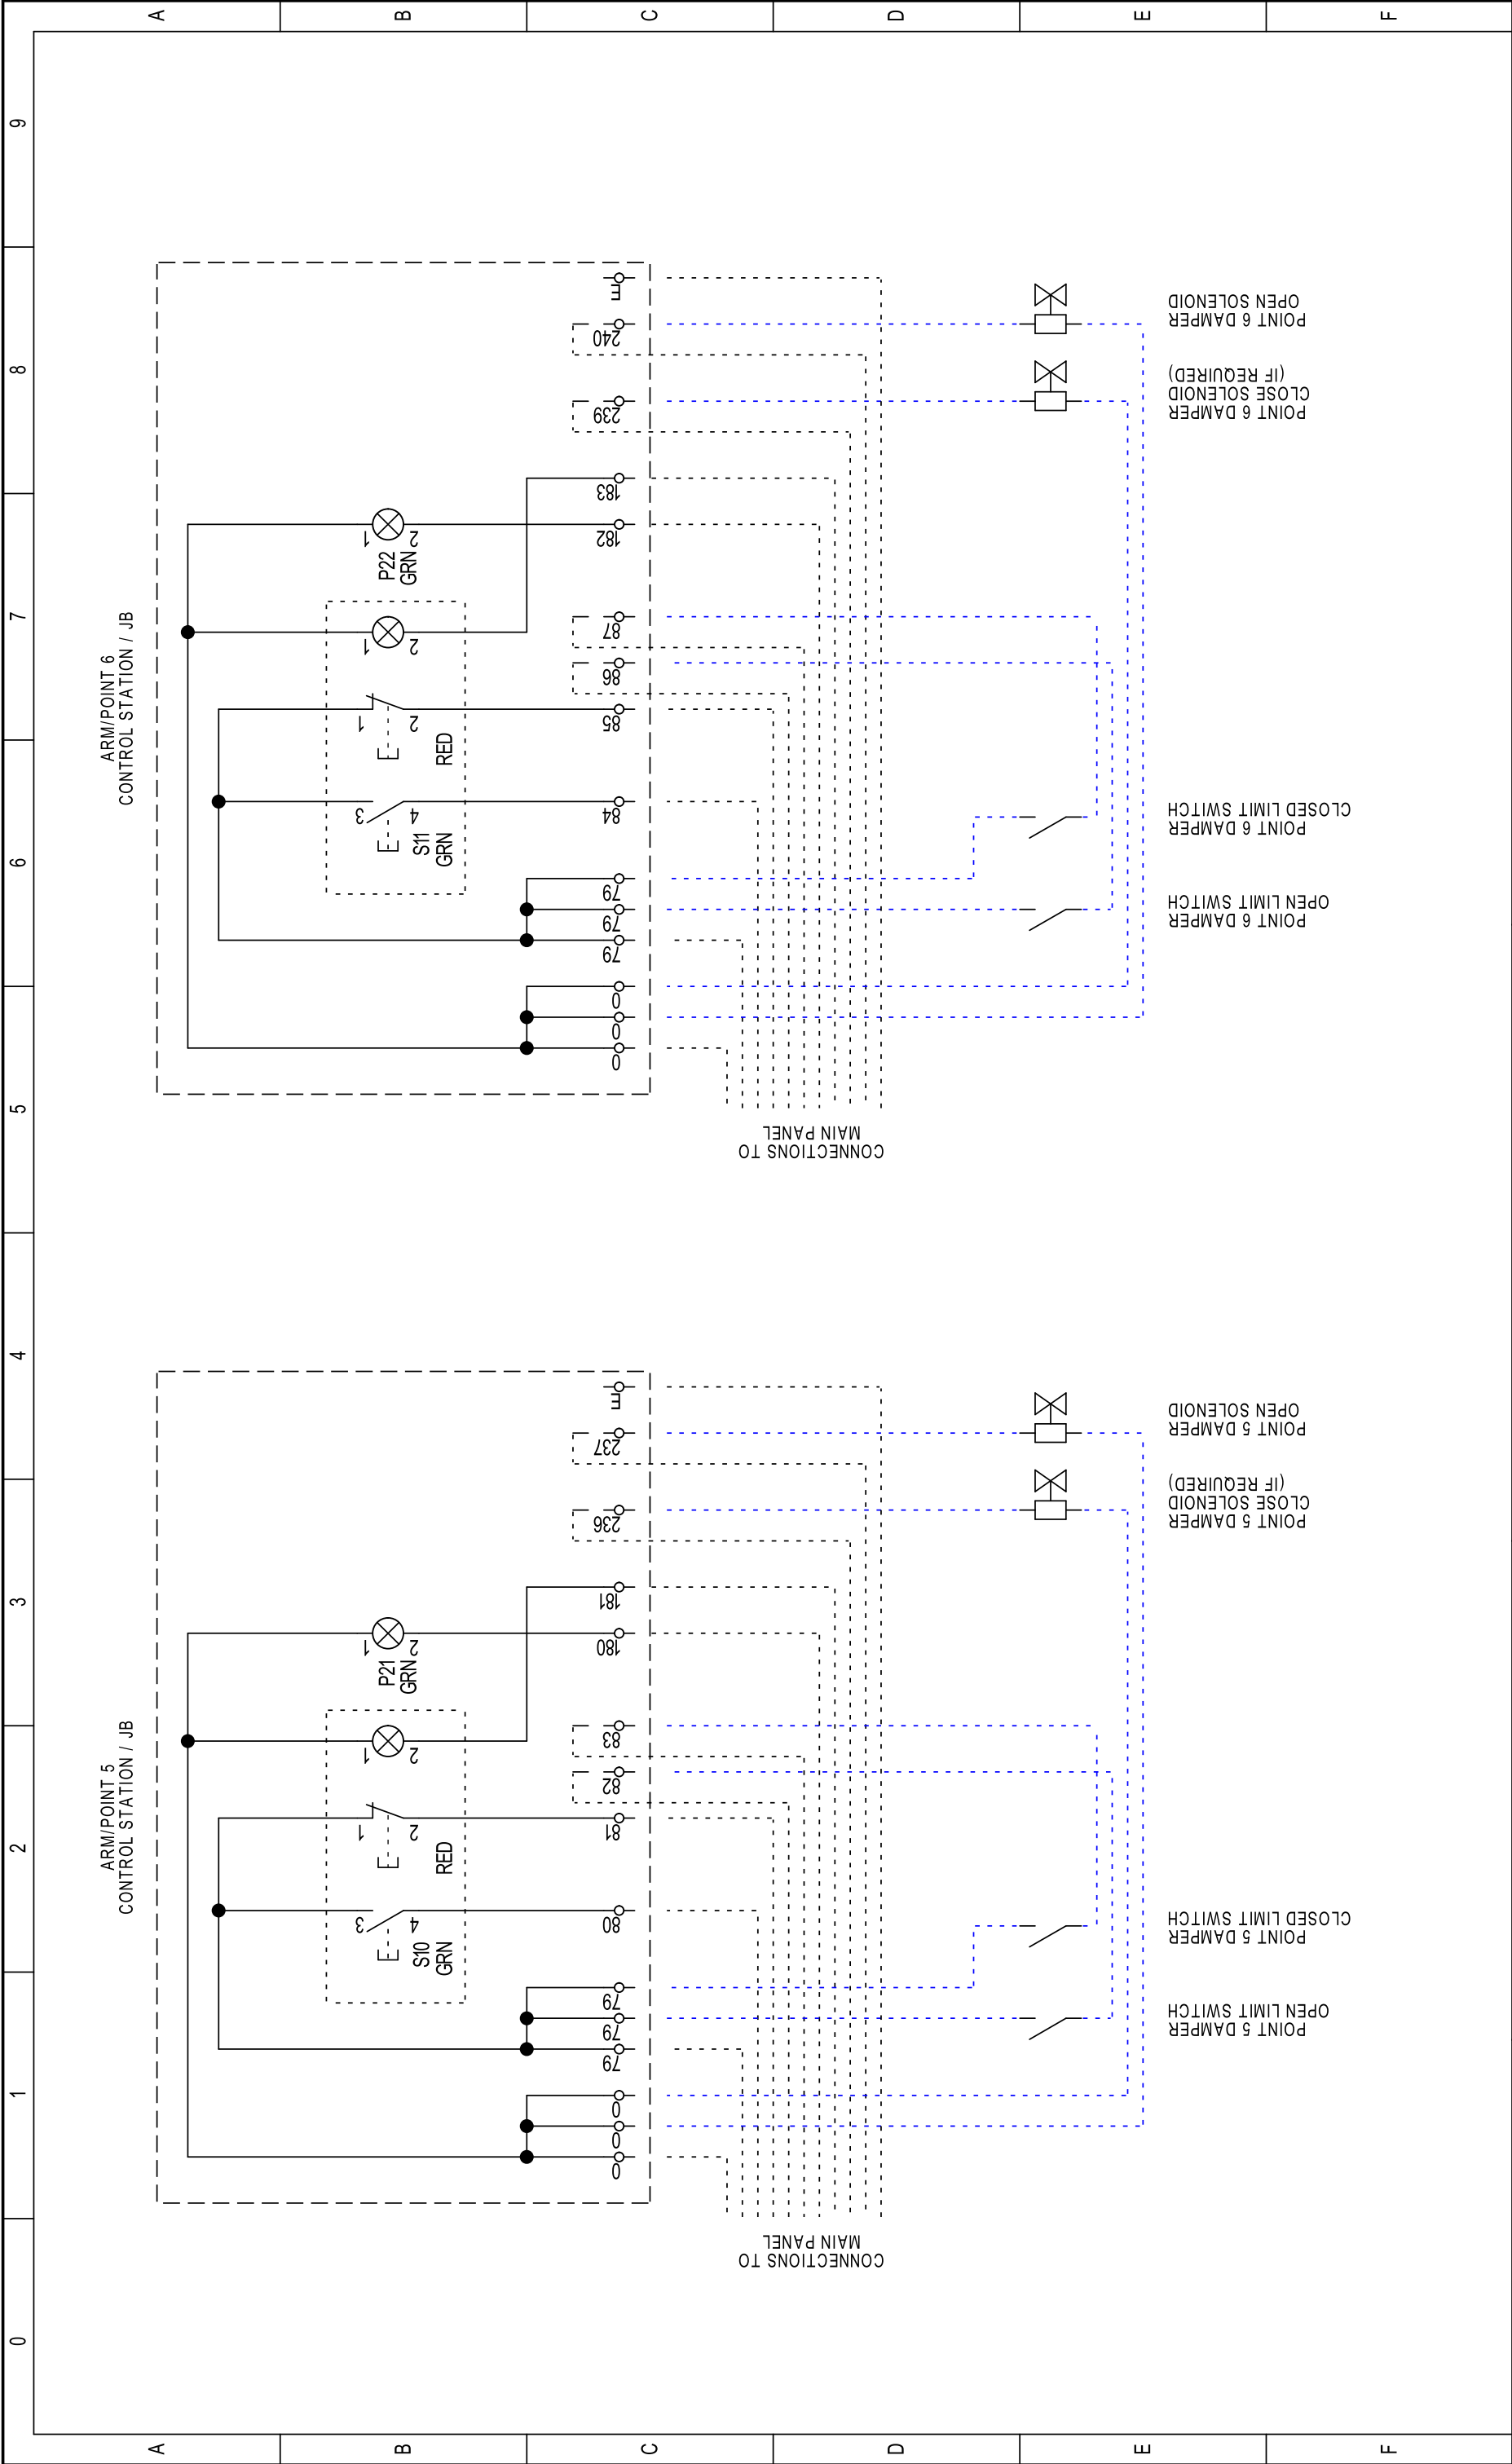 A
B
C
D
E
F
9
8
7
6
5
4
3
2
1
0
ARM/POINT 6
CONTROL STATION / JB
E
240
239
183
182
87
86
85
84
79
79
79
0
0
0
1
2
P22
GRN
1
2
1
2
RED
3
4
S11
GRN
POINT 6 DAMPER
OPEN SOLENOID
POINT 6 DAMPER
CLOSE SOLENOID
(IF REQUIRED)
POINT 6 DAMPER
CLOSED LIMIT SWITCH
POINT 6 DAMPER
OPEN LIMIT SWITCH
CONNECTIONS TO
MAIN PANEL
ARM/POINT 5
CONTROL STATION / JB
E
237
236
181
180
83
82
81
80
79
79
79
0
0
0
1
2
P21
GRN
1
2
1
2
RED
3
4
S10
GRN
POINT 5 DAMPER
OPEN SOLENOID
POINT 5 DAMPER
CLOSE SOLENOID
(IF REQUIRED)
POINT 5 DAMPER
CLOSED LIMIT SWITCH
POINT 5 DAMPER
OPEN LIMIT SWITCH
CONNECTIONS TO
MAIN PANEL
A
B
C
D
E
F